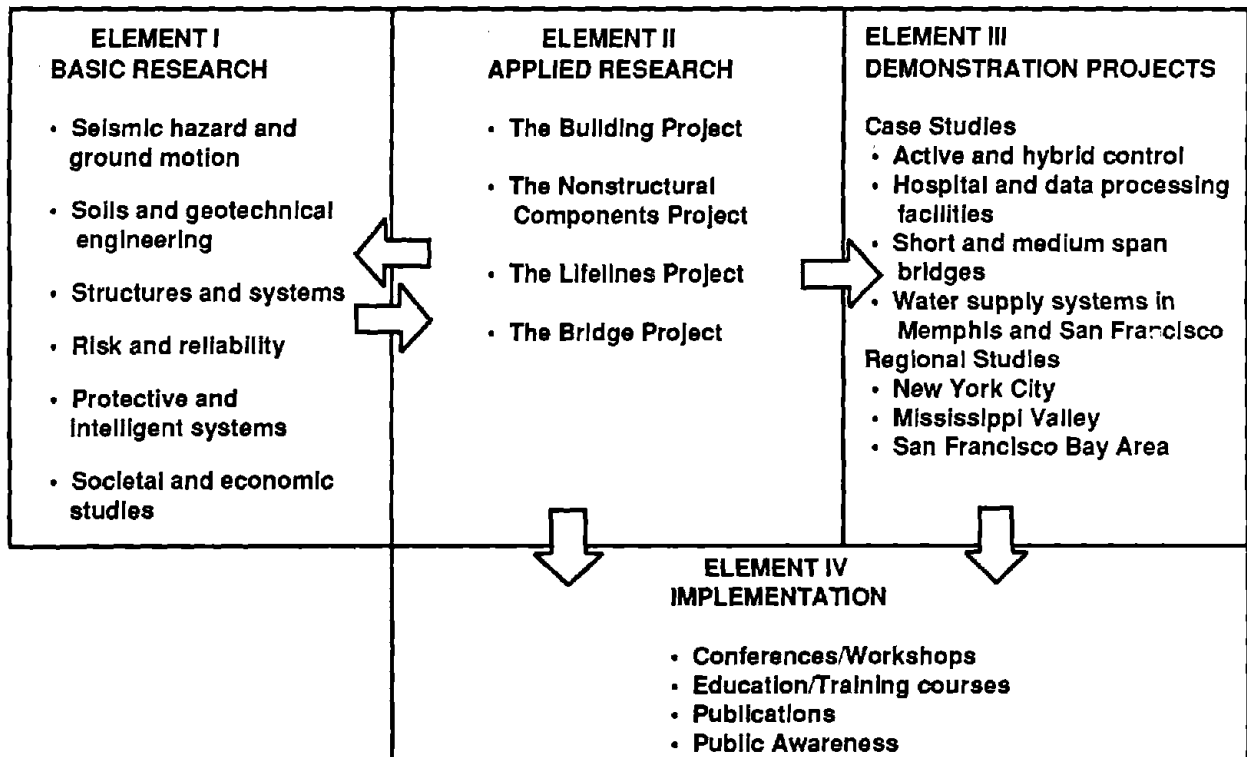 ELEMENT I
BASIC RESEARCH
• Seismic hazard and
ground motion
• Soils and geotechnical
engineering
• Structures and systems
• Risk and reliability
• Protective and
intelligent systems
• Societal and economic
studies
ELEMENT II
APPLIED RESEARCH
• The Building Project
• The Nonstructural
Components Project
• The Lifelines Project
• The Bridge Project
ELEMENT III
DEMONSTRATION PROJECTS
Case Studies
• Active and hybrid control
• Hospital and data processing
facilities
• Short and medium span
bridges
• Water supply systems in
Memphis and San Francisco
Regional Studies
• New York City
• Mississippi Valley
• San Francisco Bay Area
ELEMENT IV
IMPLEMENTATION
• Conferences/Workshops
• Education/Training courses
• Publications
• Public Awareness